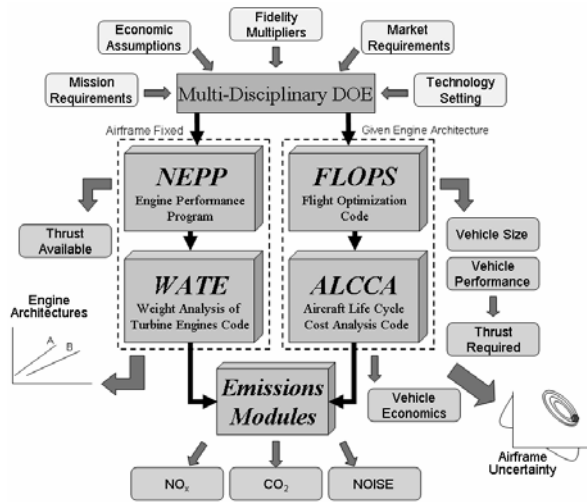 Economic
Assumptions
Fidelity
Multipliers
Market
Requirements
Mission
Requirements
Multi-Disciplinary DOE
Technology
Setting
Airframe Fixed
Given Engine Architecture
NEPP
Engine Performance
Program
FLOPS
Flight Optimization
Code
Thrust
Available
Vehicle Size
Vehicle
Performance
WATE
Weight Analysis of
Turbine Engines Code
ALCCA
Aircraft Life Cycle
Cost Analysis Code
Engine
Architectures
A
B
Thrust
Required
Emissions
Modules
Vehicle
Economics
Airframe
Uncertainty
NOx
CO2
NOISE